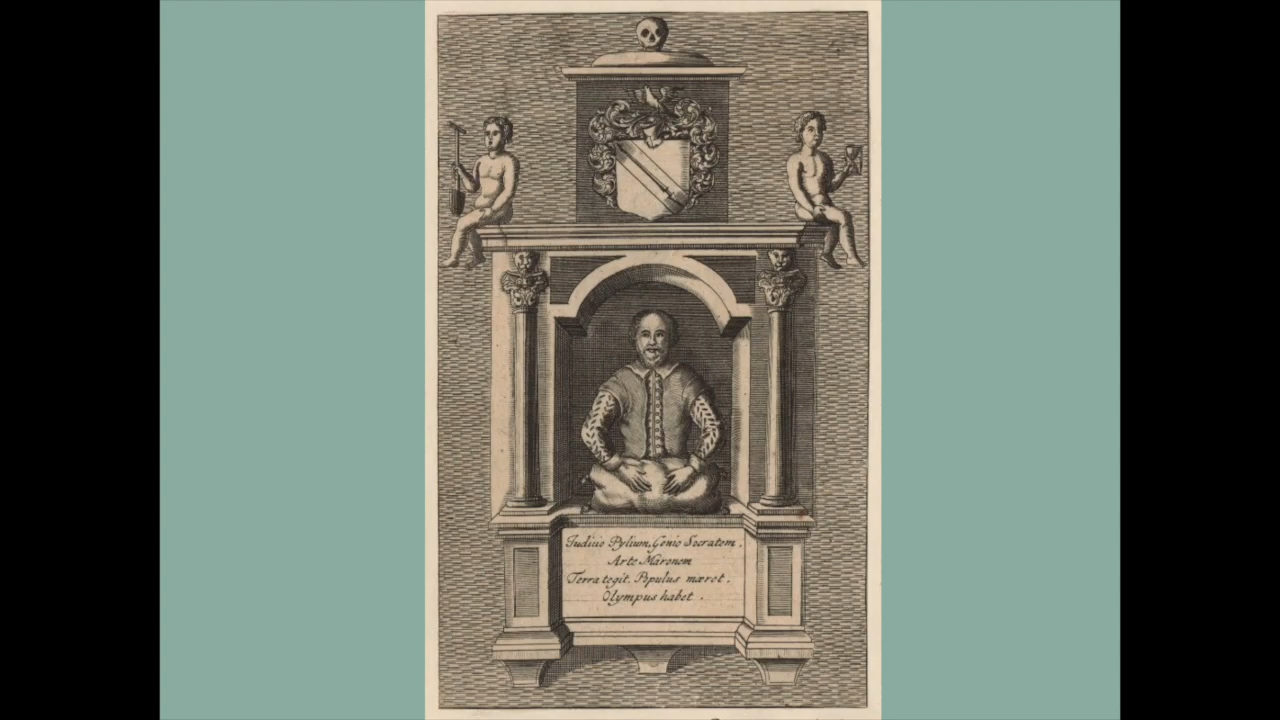 Iudicio Pylium, Genio Socratem,
Arte Maronem
Terra tegit, Populus mæret,
Olympus habet.